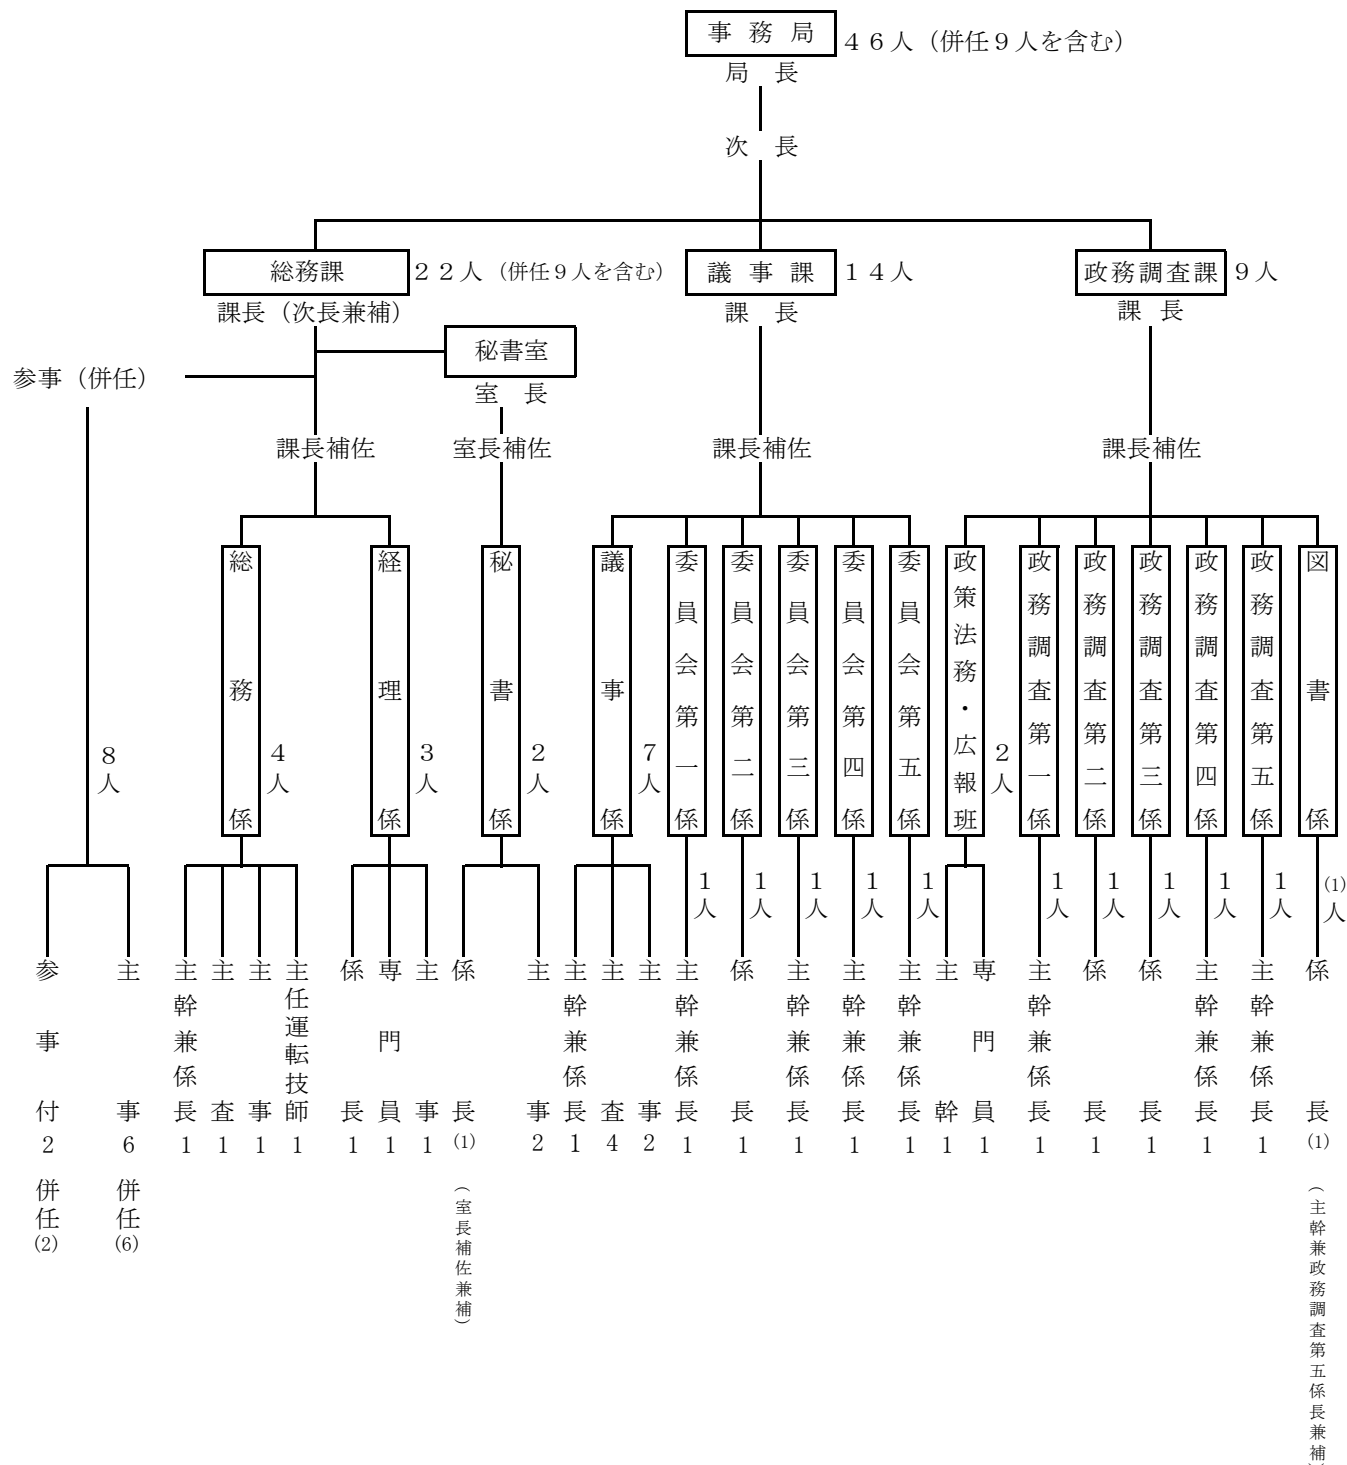 事務局
４６人（併任９人を含む）
局長
次長
総務課
２２人（併任９人を含む）
議事課
１４人
政務調査課
９人
課長（次長兼補）
課長
課長
秘書室
参事（併任）
室長
課長補佐
室長補佐
課長補佐
課長補佐
総務係
４人
経理係
３人
秘書係
２人
議事係
７人
委員会第一係
委員会第二係
委員会第三係
委員会第四係
委員会第五係
政策法務・広報班
２人
政務調査第一係
政務調査第二係
政務調査第三係
政務調査第四係
政務調査第五係
図書係
８人
１人
１人
１人
１人
１人
１人
１人
１人
１人
１人
(1)人
参事付２併任(2)
主事６併任(6)
主幹兼係長１
主査１
主事１
主任運転技師１
係長１
専門員１
主事１
係長(1)（室長補佐兼補）
主事２
主幹兼係長１
主査４
主事２
主幹兼係長１
係長１
主幹兼係長１
主幹兼係長１
主幹兼係長１
主幹１
専門員１
主幹兼係長１
係長１
係長１
主幹兼係長１
主幹兼係長１
係長(1)（主幹兼政務調査第五係長兼補）